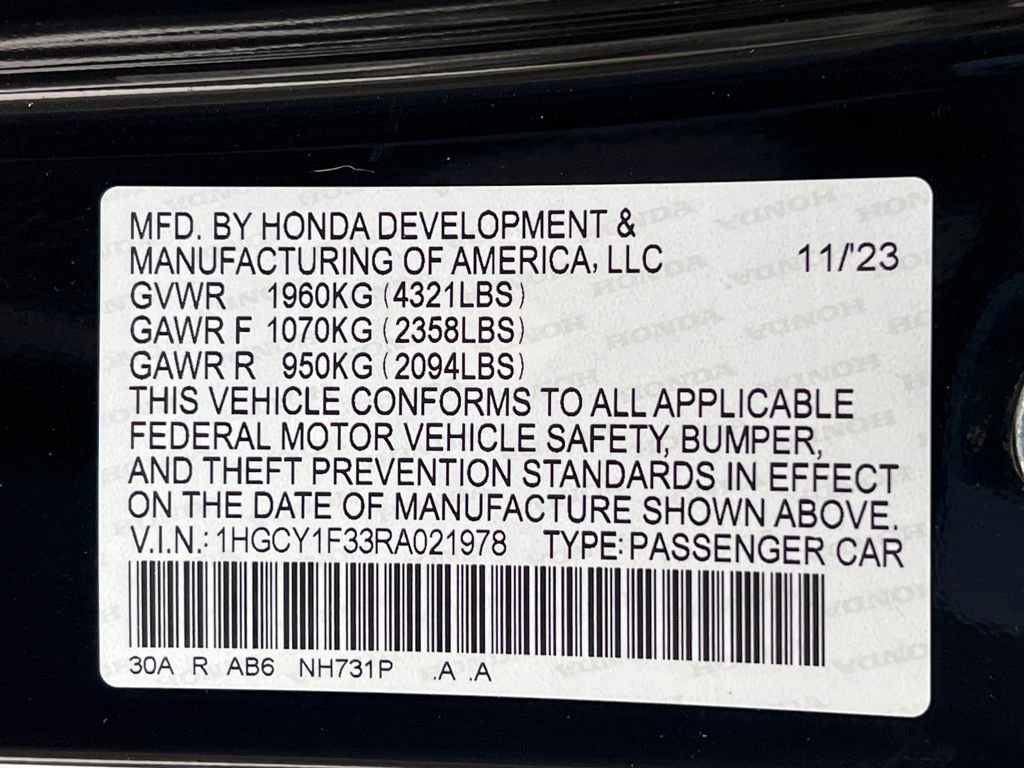 MFD. BY HONDA DEVELOPMENT &
MANUFACTURING OF AMERICA, LLC 11/'23
GVWR 1960KG (4321LBS)
GAWR F 1070KG (2358LBS)
GAWR R 950KG (2094LBS)
THIS VEHICLE CONFORMS TO ALL APPLICABLE
FEDERAL MOTOR VEHICLE SAFETY, BUMPER,
AND THEFT PREVENTION STANDARDS IN EFFECT
ON THE DATE OF MANUFACTURE SHOWN ABOVE.
V.I.N.: 1HGCY1F33RA021978 TYPE: PASSENGER CAR
30A R AB6 NH731P .A .A